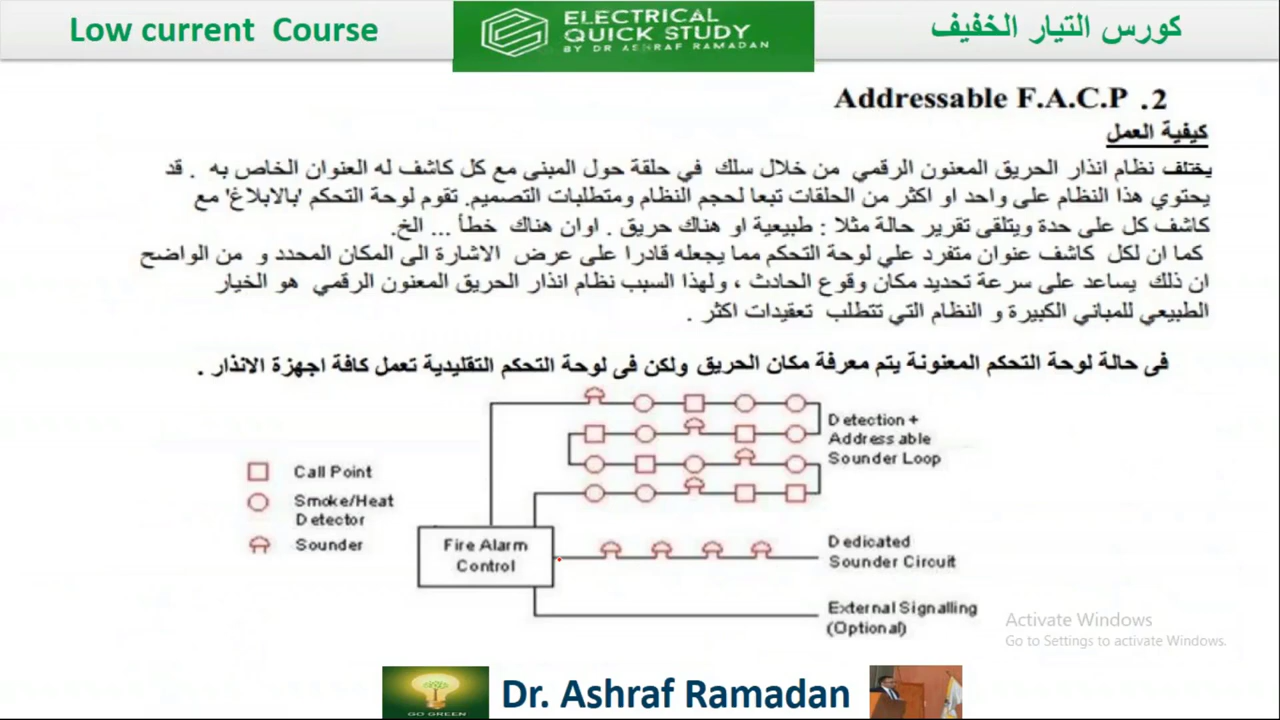 Low current Course
ELECTRICAL
QUICK STUDY
BY DR ASHRAF RAMADAN
كورس التيار الخفيف
2. Addressable F.A.C.P
كيفية العمل
يختلف نظام انذار الحريق المعنون الرقمي من خلال سلك في حلقة حول المبنى مع كل كاشف له العنوان الخاص به . قد
يحتوي هذا النظام على واحد او اكثر من الحلقات تبعا لحجم النظام ومتطلبات التصميم. تقوم لوحة التحكم 'بالابلاغ' مع
كاشف كل على حدة ويتلقى تقرير حالة مثلا : طبيعية او هناك حريق . اوان هناك خطأ ... الخ.
كما ان لكل كاشف عنوان متفرد علي لوحة التحكم مما يجعله قادرا على عرض الاشارة الى المكان المحدد و من الواضح
ان ذلك يساعد على سرعة تحديد مكان وقوع الحادث ، ولهذا السبب نظام انذار الحريق المعنون الرقمي هو الخيار
الطبيعي للمباني الكبيرة و النظام التي تتطلب تعقيدات اكثر .
فى حالة لوحة التحكم المعنونة يتم معرفة مكان الحريق ولكن فى لوحة التحكم التقليدية تعمل كافة اجهزة الانذار .
Detection +
Addressable
Sounder Loop
Call Point
Smoke/Heat
Detector
Sounder
Fire Alarm
Control
Dedicated
Sounder Circuit
External Signalling
(Optional)
Activate Windows
Go to Settings to activate Windows.
GO GREEN
Dr. Ashraf Ramadan